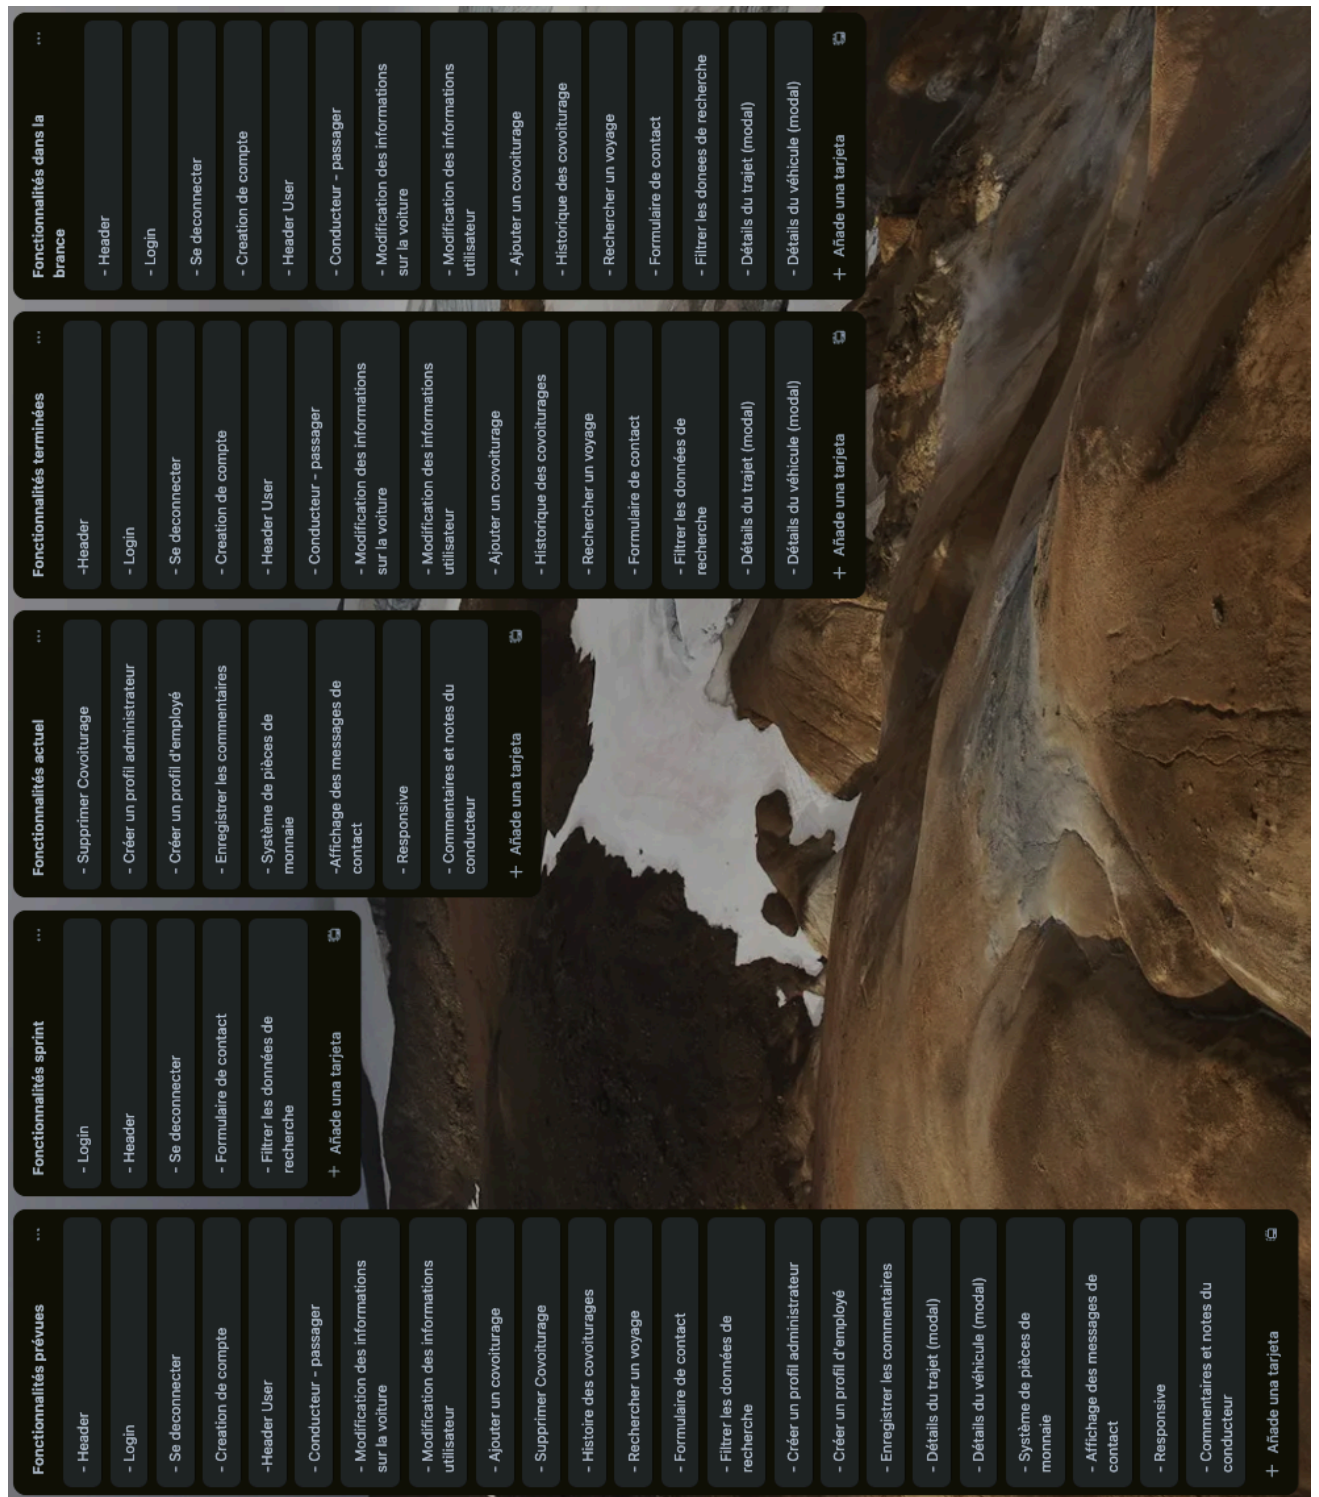 Fonctionnalités prévues
...
- Header
- Login
- Se deconnecter
- Creation de compte
-Header User
- Conducteur - passager
- Modification des informations
sur la voiture
- Modification des informations
utilisateur
- Ajouter un covoiturage
- Supprimer Covoiturage
- Histoire des covoiturages
- Rechercher un voyage
- Formulaire de contact
- Filtrer les données de
recherche
- Créer un profil administrateur
- Créer un profil d'employé
- Enregistrer les commentaires
- Détails du trajet (modal)
- Détails du véhicule (modal)
- Système de pièces de
monnaie
- Affichage des messages de
contact
- Responsive
- Commentaires et notes du
conducteur
+ Añade una tarjeta
Fonctionnalités sprint
...
- Login
- Header
- Se deconnecter
- Formulaire de contact
- Filtrer les données de
recherche
+ Añade una tarjeta
Fonctionnalités actuel
...
- Supprimer Covoiturage
- Créer un profil administrateur
- Créer un profil d'employé
- Enregistrer les commentaires
- Système de pièces de
monnaie
-Affichage des messages de
contact
- Responsive
- Commentaires et notes du
conducteur
+ Añade una tarjeta
Fonctionnalités terminées
...
-Header
- Login
- Se deconnecter
- Creation de compte
- Header User
- Conducteur - passager
- Modification des informations
sur la voiture
- Modification des informations
utilisateur
- Ajouter un covoiturage
- Historique des covoiturages
- Rechercher un voyage
- Formulaire de contact
- Filtrer les données de
recherche
- Détails du trajet (modal)
- Détails du véhicule (modal)
+ Añade una tarjeta
Fonctionnalités dans la
brance
...
- Header
- Login
- Se deconnecter
- Creation de compte
- Header User
- Conducteur - passager
- Modification des informations
sur la voiture
- Modification des informations
utilisateur
- Ajouter un covoiturage
- Historique des covoiturage
- Rechercher un voyage
- Formulaire de contact
- Filtrer les donees de recherche
- Détails du trajet (modal)
- Détails du véhicule (modal)
+ Añade una tarjeta